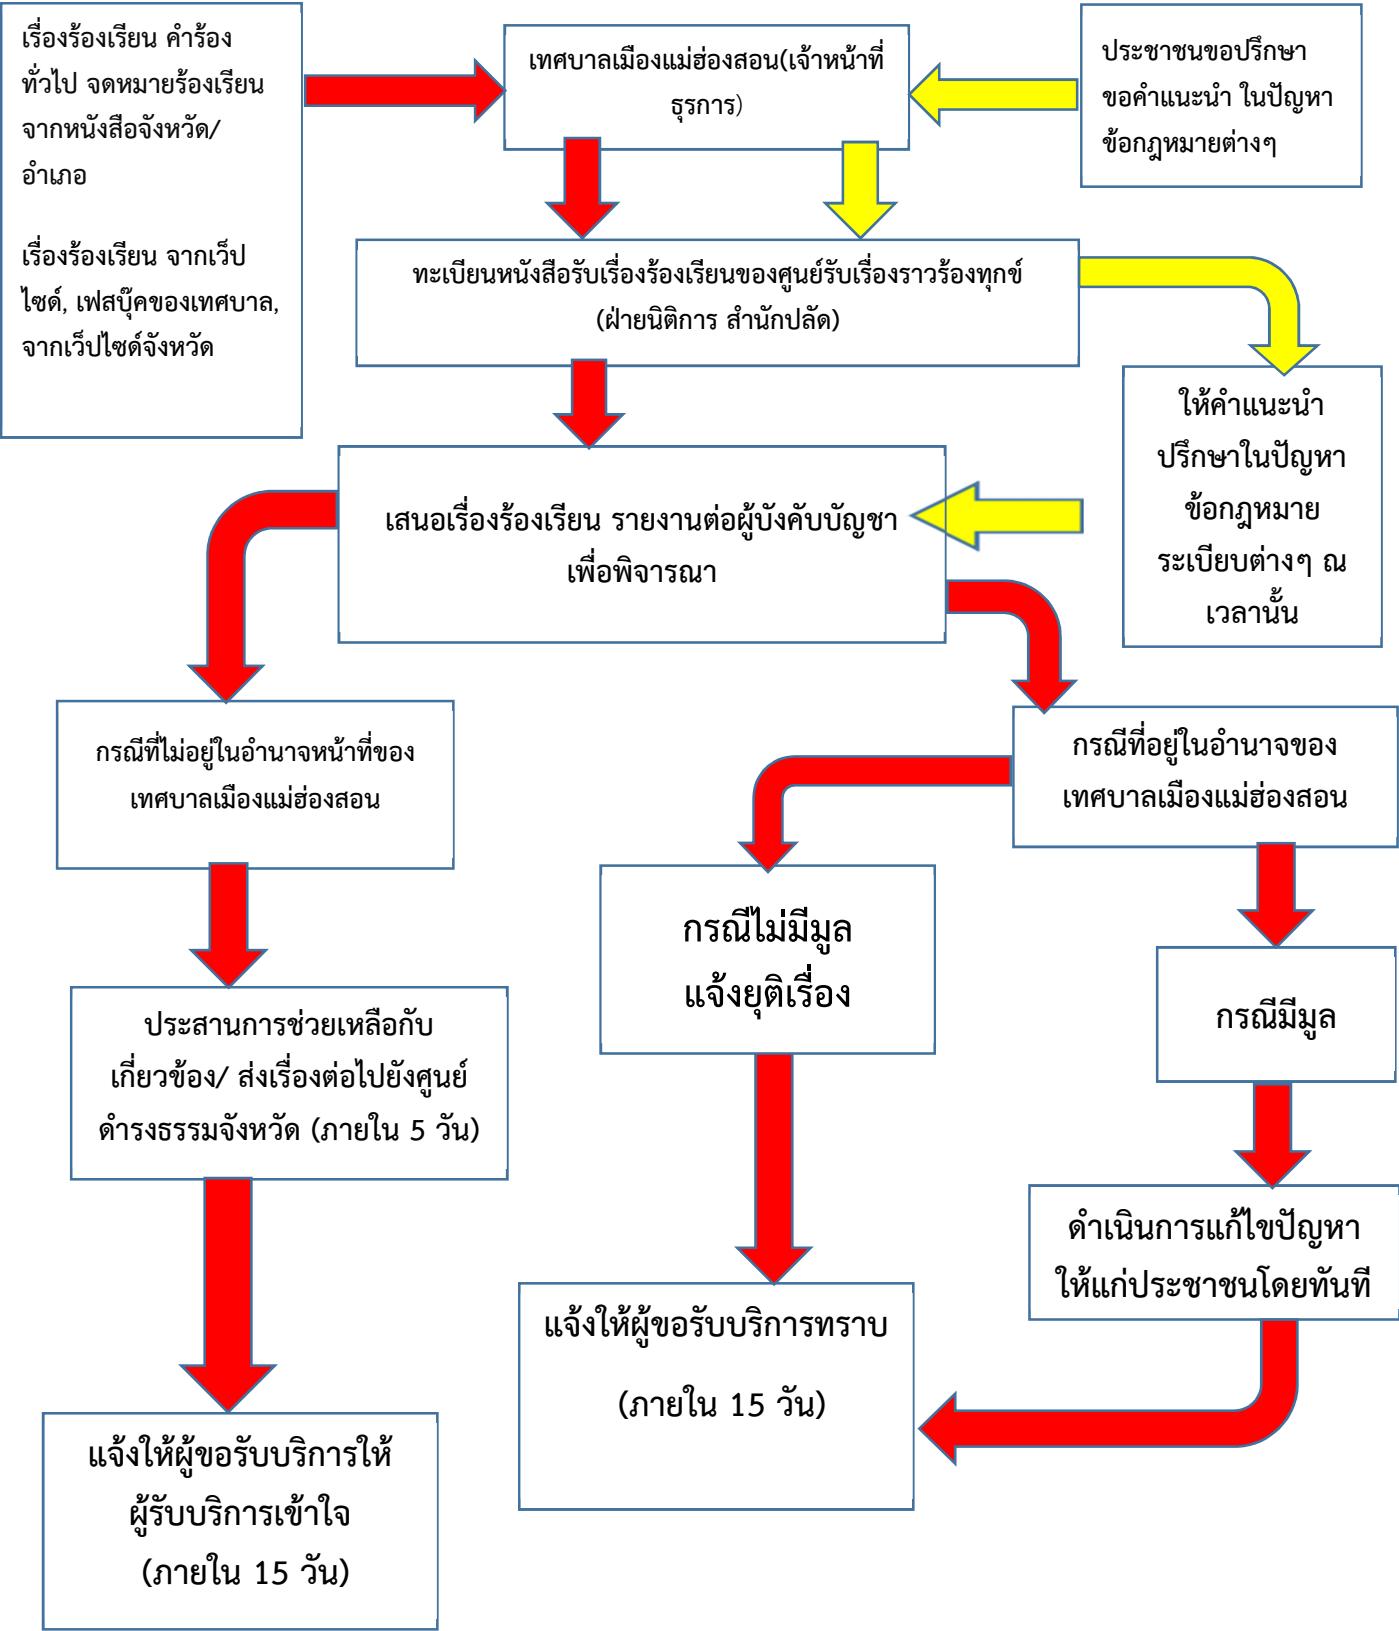 เรื่องร้องเรียน คำร้อง
ทั่วไป จดหมายร้องเรียน
จากหนังสือจังหวัด/
อำเภอ
เรื่องร้องเรียน จากเว็ป
ไซด์, เฟสบุ๊คของเทศบาล,
จากเว็ปไซด์จังหวัด
เทศบาลเมืองแม่ฮ่องสอน(เจ้าหน้าที่
ธุรการ)
ประชาชนขอปรึกษา
ขอคำแนะนำ ในปัญหา
ข้อกฎหมายต่างๆ
ทะเบียนหนังสือรับเรื่องร้องเรียนของศูนย์รับเรื่องราวร้องทุกข์
(ฝ่ายนิติการ สำนักปลัด)
ให้คำแนะนำ
ปรึกษาในปัญหา
ข้อกฎหมาย
ระเบียบต่างๆ ณ
เวลานั้น
เสนอเรื่องร้องเรียน รายงานต่อผู้บังคับบัญชา
เพื่อพิจารณา
กรณีที่ไม่อยู่ในอำนาจหน้าที่ของ
เทศบาลเมืองแม่ฮ่องสอน
กรณีที่อยู่ในอำนาจของ
เทศบาลเมืองแม่ฮ่องสอน
กรณีไม่มีมูล
แจ้งยุติเรื่อง
กรณีมีมูล
ประสานการช่วยเหลือกับ
เกี่ยวข้อง/ ส่งเรื่องต่อไปยังศูนย์
ดำรงธรรมจังหวัด (ภายใน 5 วัน)
ดำเนินการแก้ไขปัญหา
ให้แก่ประชาชนโดยทันที
แจ้งให้ผู้ขอรับบริการทราบ
(ภายใน 15 วัน)
แจ้งให้ผู้ขอรับบริการให้
ผู้รับบริการเข้าใจ
(ภายใน 15 วัน)